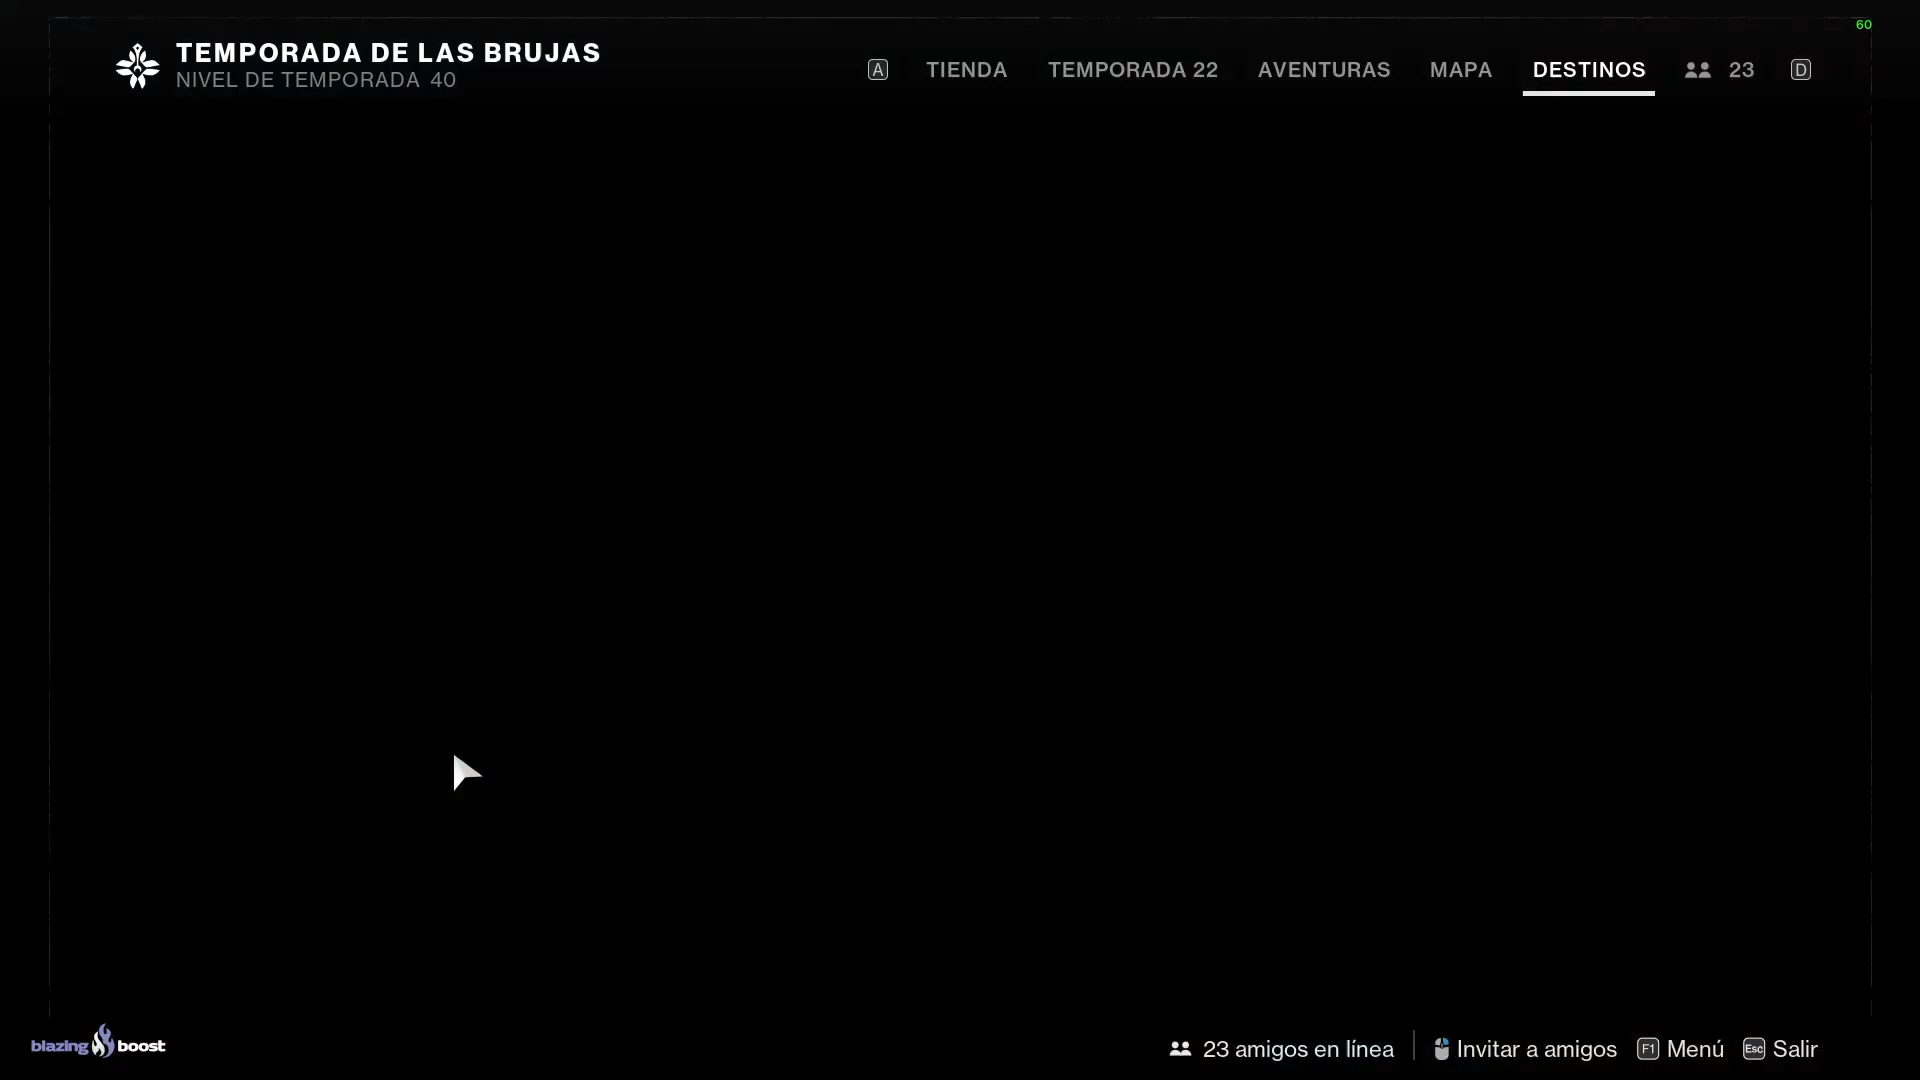 60
TEMPORADA DE LAS BRUJAS
NIVEL DE TEMPORADA 40
A TIENDA TEMPORADA 22 AVENTURAS MAPA DESTINOS 23 D
blazing boost
23 amigos en línea Invitar a amigos F1 Menú Esc Salir